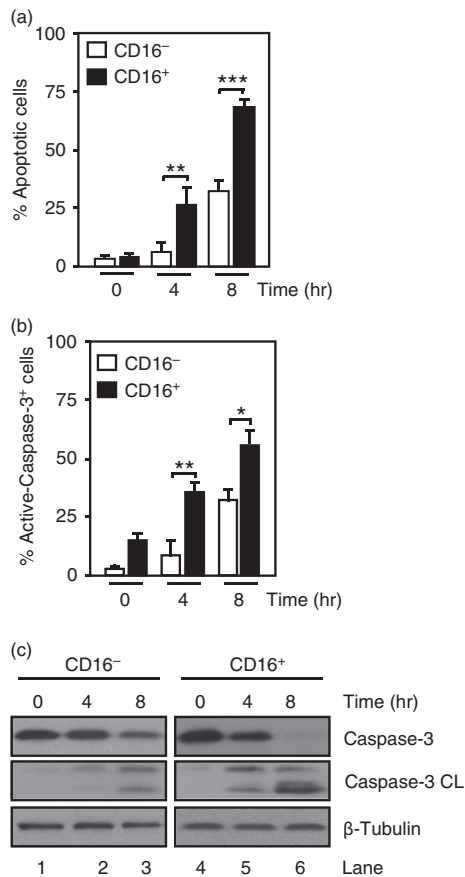 (a)
100
75
50
25
0
% Apoptotic cells
CD16⁻
CD16⁺
**
***
0 4 8 Time (hr)
(b)
100
75
50
25
0
% Active-Caspase-3⁺ cells
CD16⁻
CD16⁺
**
*
0 4 8 Time (hr)
(c)
CD16⁻ CD16⁺
0 4 8 0 4 8 Time (hr)
Caspase-3
Caspase-3 CL
β-Tubulin
1 2 3 4 5 6 Lane